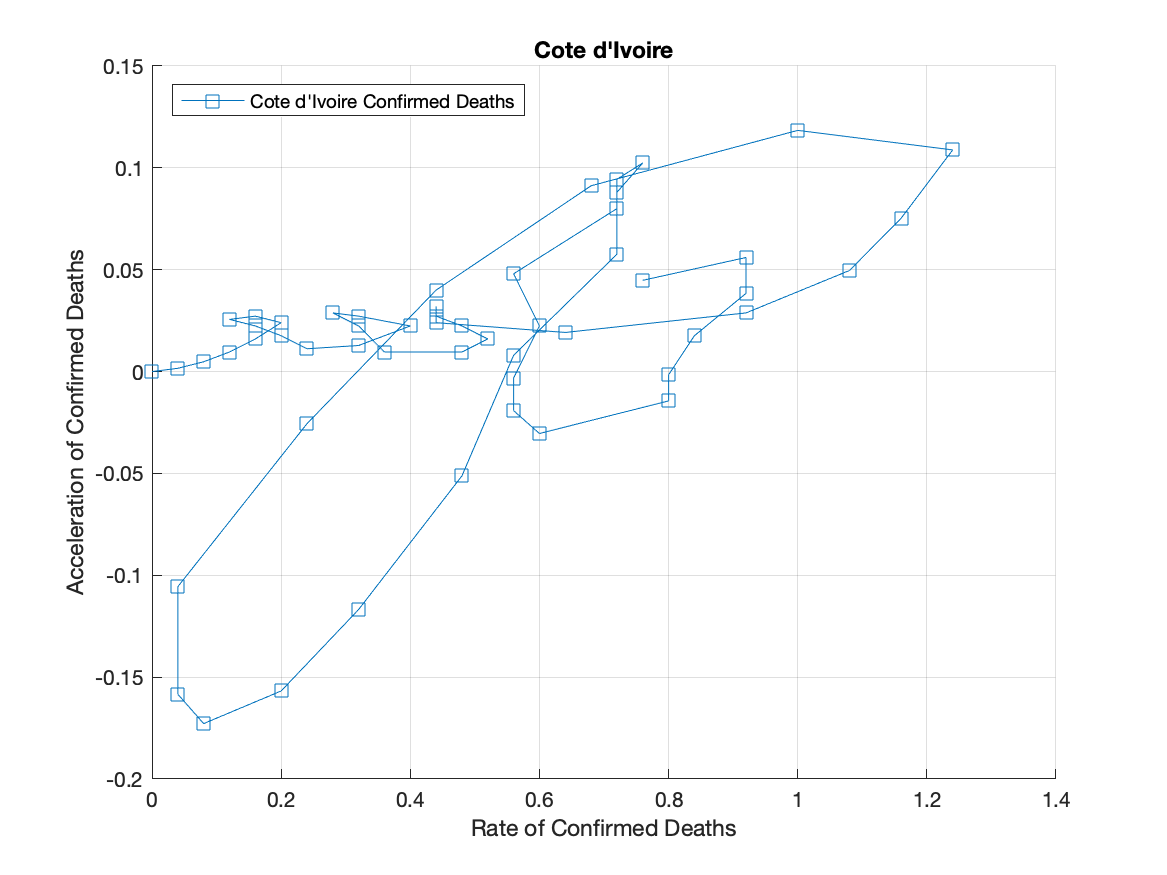 Cote d'Ivoire
0.15
Cote d'Ivoire Confirmed Deaths
0.1
0.05
0
-0.05
-0.1
-0.15
-0.2
Acceleration of Confirmed Deaths
0 0.2 0.4 0.6 0.8 1 1.2 1.4
Rate of Confirmed Deaths